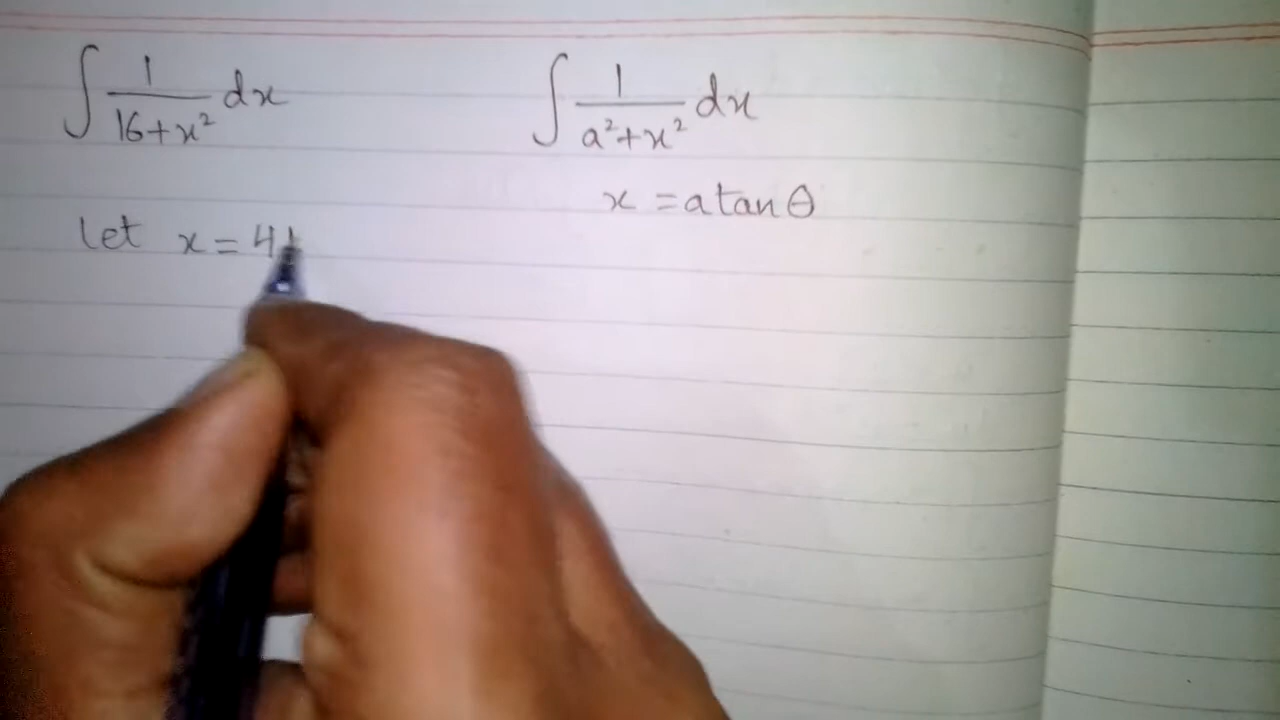 ∫ 1/(16+x²) dx
∫ 1/(a²+x²) dx
x = a tan θ
let x = 4